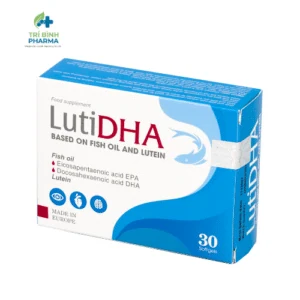 TRÍ BÌNH
PHARMA
Food supplement
LutiDHA
BASED ON FISH OIL AND LUTEIN
Fish oil
Eicosapentaenoic acid EPA
Docosahexaenoic acid DHA
Lutein
MADE IN
EUROPE
30
Softgels